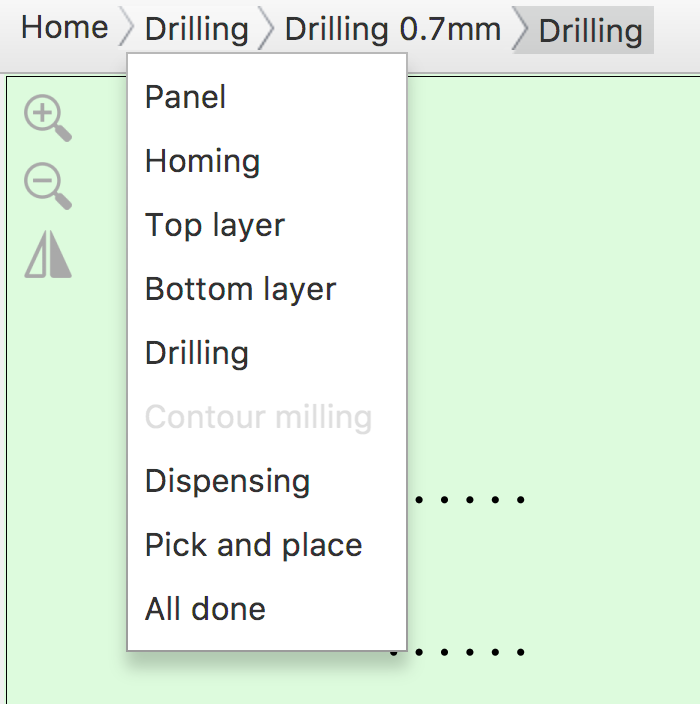 Home Drilling Drilling 0.7mm Drilling
Panel
Homing
Top layer
Bottom layer
Drilling
Contour milling
Dispensing
Pick and place
All done